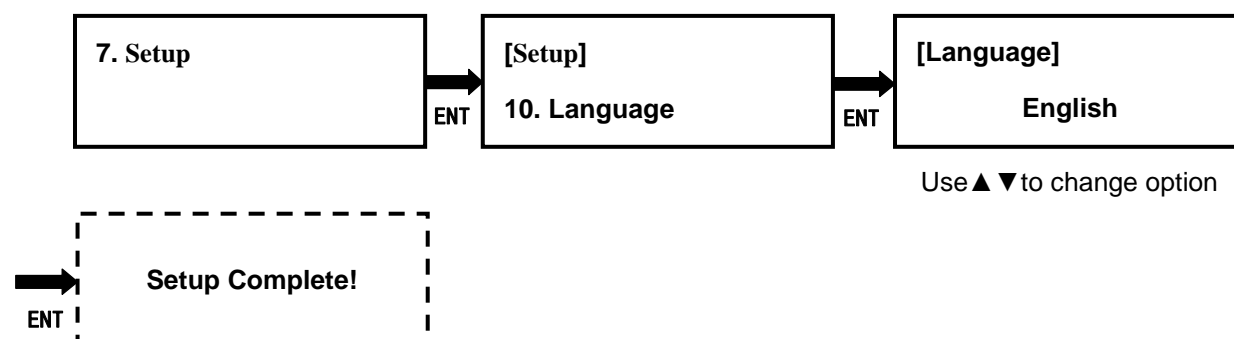 7. Setup
ENT
[Setup]
10. Language
ENT
[Language]
English
Use▲▼to change option
ENT
Setup Complete!